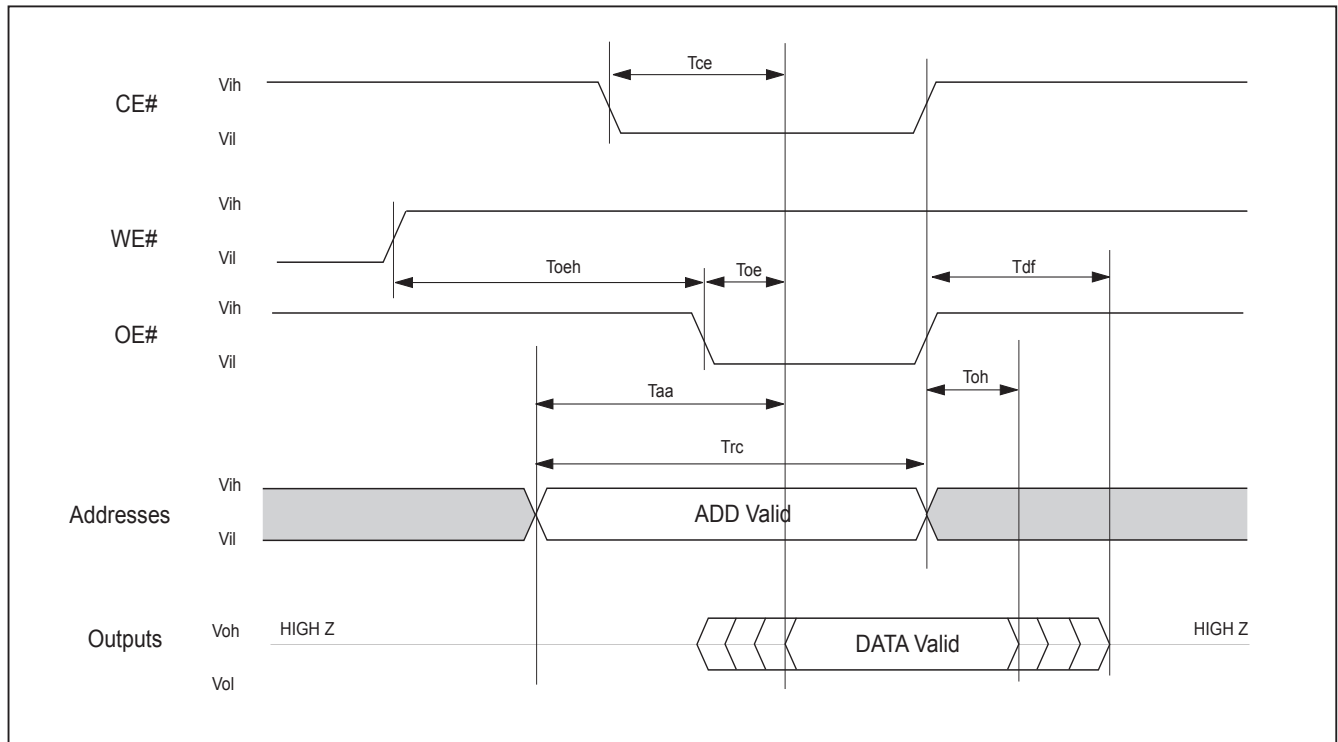 Tce
CE#
Vih
Vil
WE#
Vih
Vil
Toeh
Toe
Tdf
OE#
Vih
Vil
Taa
Toh
Trc
Addresses
Vih
Vil
ADD Valid
Outputs
Voh
HIGH Z
DATA Valid
HIGH Z
Vol